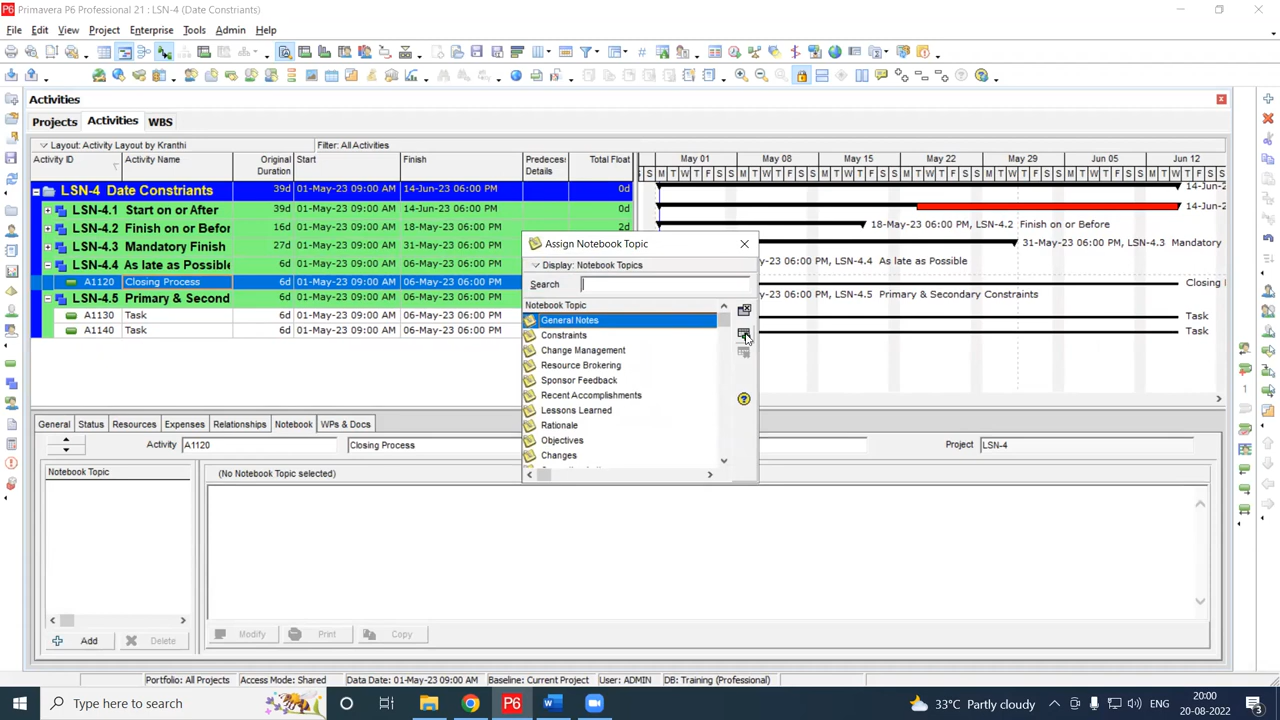 P6 Primavera P6 Professional 21 : LSN-4 (Date Constriants)
File Edit View Project Enterprise Tools Admin Help
Activities
Projects Activities WBS
Layout: Activity Layout by Kranthi Filter: All Activities
Activity ID Activity Name Original Duration Start Finish Predeces: Details Total Float May 01 May 08 May 15 May 22 May 29 Jun 05 Jun 12
S M T W T F S S M T W T F S S M T W T F S S M T W T F S S M T W T F S S M T W T F S S M T W T F S
LSN-4 Date Constriants 39d 01-May-23 09:00 AM 14-Jun-23 06:00 PM 0d 14-Jun-2
LSN-4.1 Start on or After 39d 01-May-23 09:00 AM 14-Jun-23 06:00 PM 0d 14-Jun-2
LSN-4.2 Finish on or Befor 16d 01-May-23 09:00 AM 18-May-23 06:00 PM 2d 18-May-23 06:00 PM, LSN-4.2 Finish on or Before
LSN-4.3 Mandatory Finish 27d 01-May-23 09:00 AM 31-May-23 06:00 PM 31-May-23 06:00 PM, LSN-4.3 Mandatory
LSN-4.4 As late as Possible 6d 01-May-23 09:00 AM 06-May-23 06:00 PM 06:00 PM, LSN-4.4 As late as Possible
A1120 Closing Process 6d 01-May-23 09:00 AM 06-May-23 06:00 PM Closing I
LSN-4.5 Primary & Second 6d 01-May-23 09:00 AM 06-May-23 06:00 PM 06:00 PM, LSN-4.5 Primary & Secondary Constraints
A1130 Task 6d 01-May-23 09:00 AM 06-May-23 06:00 PM Task
A1140 Task 6d 01-May-23 09:00 AM 06-May-23 06:00 PM Task
Assign Notebook Topic
Display: Notebook Topics
Search
Notebook Topic
General Notes
Constraints
Change Management
Resource Brokering
Sponsor Feedback
Recent Accomplishments
Lessons Learned
Rationale
Objectives
Changes
General Status Resources Expenses Relationships Notebook WPs & Docs
Activity A1120 Closing Process Project LSN-4
Notebook Topic (No Notebook Topic selected)
Add Delete Modify Print Copy
Portfolio: All Projects Access Mode: Shared Data Date: 01-May-23 09:00 AM Baseline: Current Project User: ADMIN DB: Training (Professional)
Type here to search P6 33°C Partly cloudy ENG 20:00
20-08-2022 3